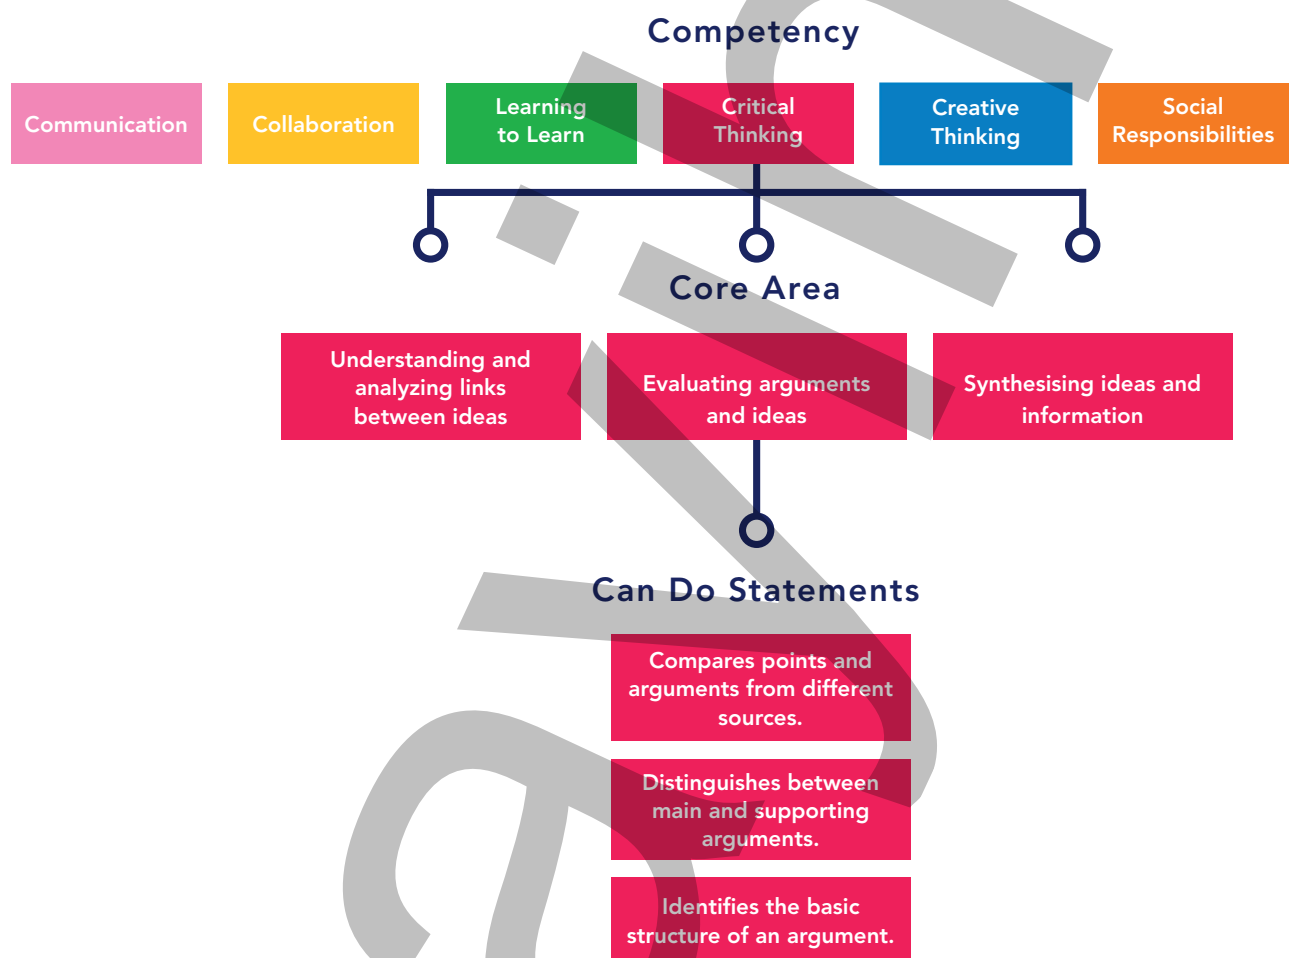 Competency
Communication
Collaboration
Learning
to Learn
Critical
Thinking
Creative
Thinking
Social
Responsibilities
Core Area
Understanding and
analyzing links
between ideas
Evaluating arguments
and ideas
Synthesising ideas and
information
Can Do Statements
Compares points and
arguments from different
sources.
Distinguishes between
main and supporting
arguments.
Identifies the basic
structure of an argument.